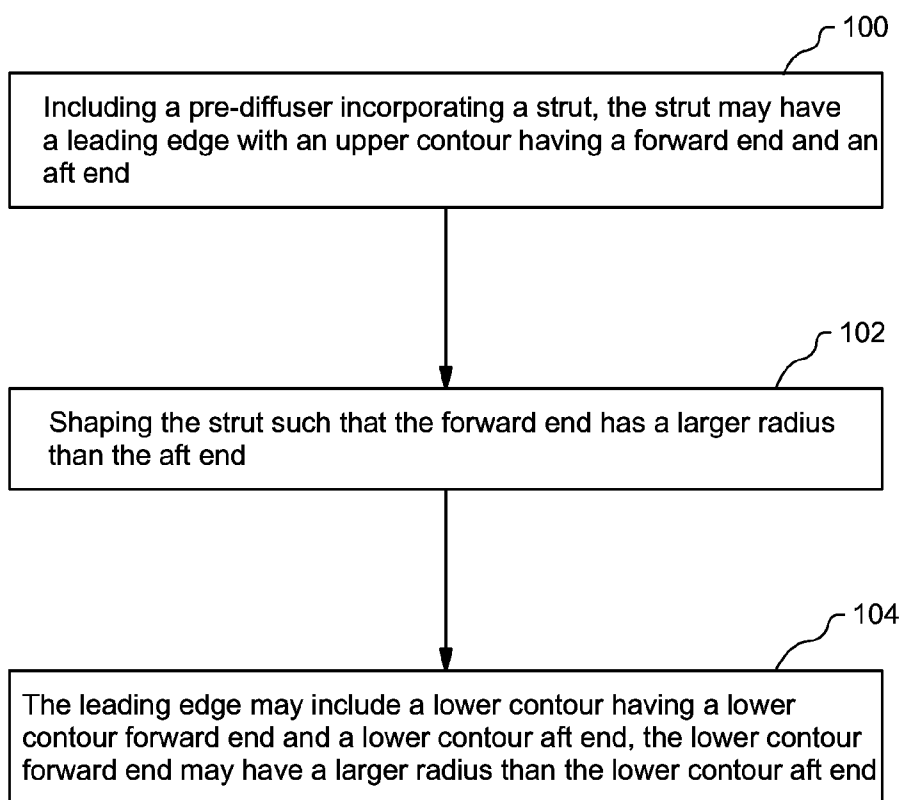 100
Including a pre-diffuser incorporating a strut, the strut may have
a leading edge with an upper contour having a forward end and an
aft end
102
Shaping the strut such that the forward end has a larger radius
than the aft end
104
The leading edge may include a lower contour having a lower
contour forward end and a lower contour aft end, the lower contour
forward end may have a larger radius than the lower contour aft end